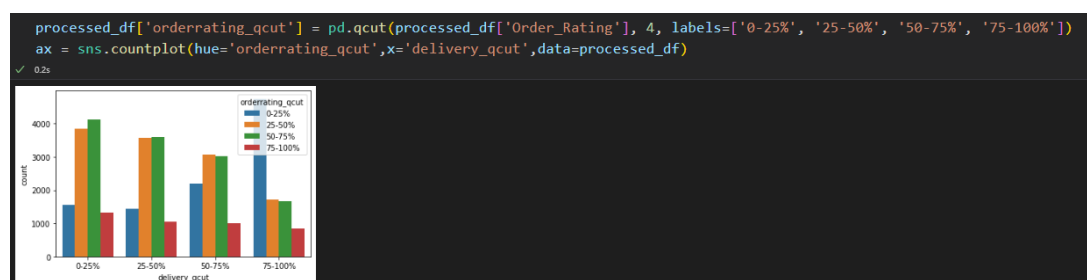 processed_df['orderrating_qcut'] = pd.qcut(processed_df['Order_Rating'], 4, labels=['0-25%', '25-50%', '50-75%', '75-100%'])
ax = sns.countplot(hue='orderrating_qcut',x='delivery_qcut',data=processed_df)
✓ 0.2s
orderrating_qcut
0-25%
25-50%
50-75%
75-100%
count
4000
3000
2000
1000
0
0-25% 25-50% 50-75% 75-100%
delivery_qcut